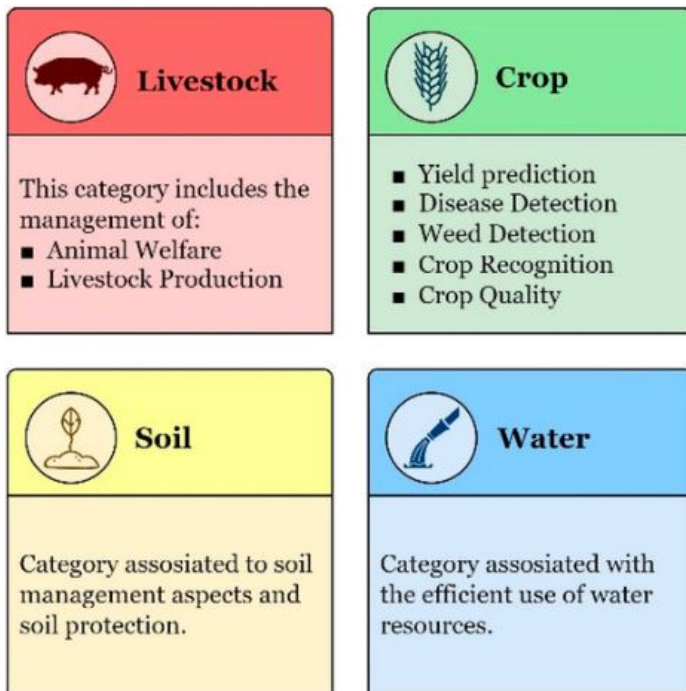 Livestock
This category includes the
management of:
■ Animal Welfare
■ Livestock Production
Crop
■ Yield prediction
■ Disease Detection
■ Weed Detection
■ Crop Recognition
■ Crop Quality
Soil
Category assosiated to soil
management aspects and
soil protection.
Water
Category assosiated with
the efficient use of water
resources.